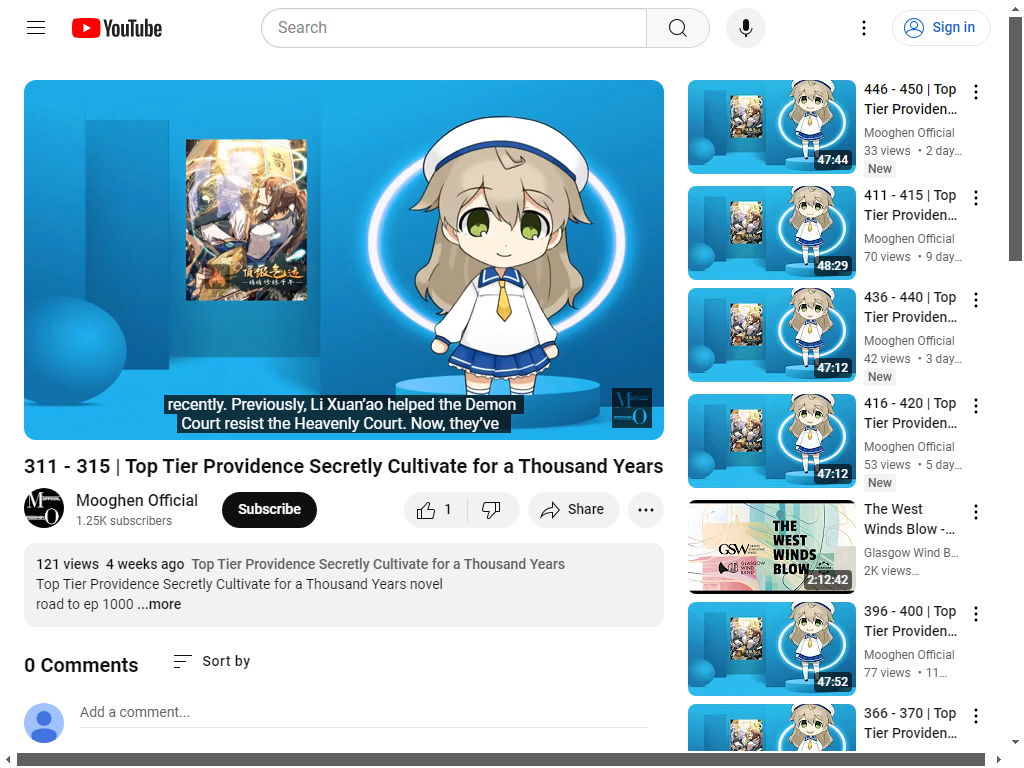 YouTube
Search
Sign in
recently. Previously, Li Xuan’ao helped the Demon
Court resist the Heavenly Court. Now, they’ve
311 - 315 | Top Tier Providence Secretly Cultivate for a Thousand Years
Mooghen Official
1.25K subscribers
Subscribe
1
Share
121 views 4 weeks ago Top Tier Providence Secretly Cultivate for a Thousand Years
Top Tier Providence Secretly Cultivate for a Thousand Years novel
road to ep 1000 ...more
0 Comments
Sort by
Add a comment...
47:44
446 - 450 | Top
Tier Providen...
Mooghen Official
33 views • 2 day...
New
48:29
411 - 415 | Top
Tier Providen...
Mooghen Official
70 views • 9 day...
47:12
436 - 440 | Top
Tier Providen...
Mooghen Official
42 views • 3 day...
New
47:12
416 - 420 | Top
Tier Providen...
Mooghen Official
53 views • 5 day...
New
THE
WEST
WINDS
BLOW
GSW
2:12:42
The West
Winds Blow -...
Glasgow Wind B...
2K views...
47:52
396 - 400 | Top
Tier Providen...
Mooghen Official
77 views • 11...
366 - 370 | Top
Tier Providen...